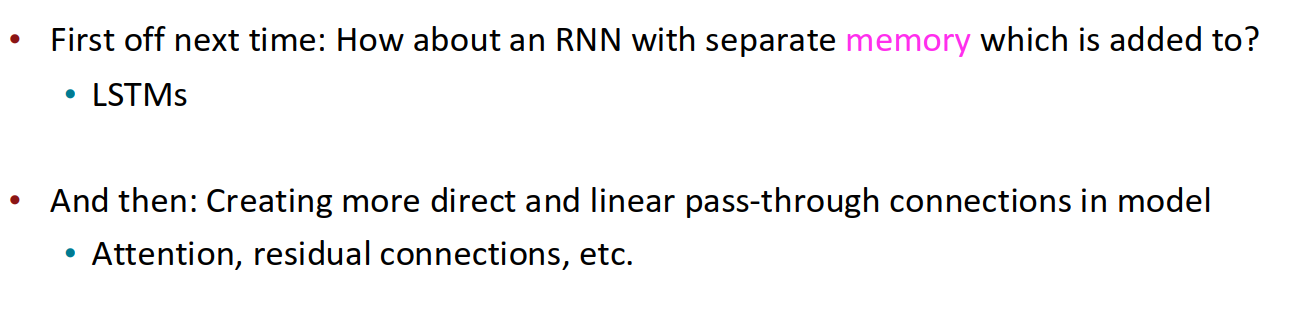 • First off next time: How about an RNN with separate memory which is added to?
• LSTMs
• And then: Creating more direct and linear pass-through connections in model
• Attention, residual connections, etc.